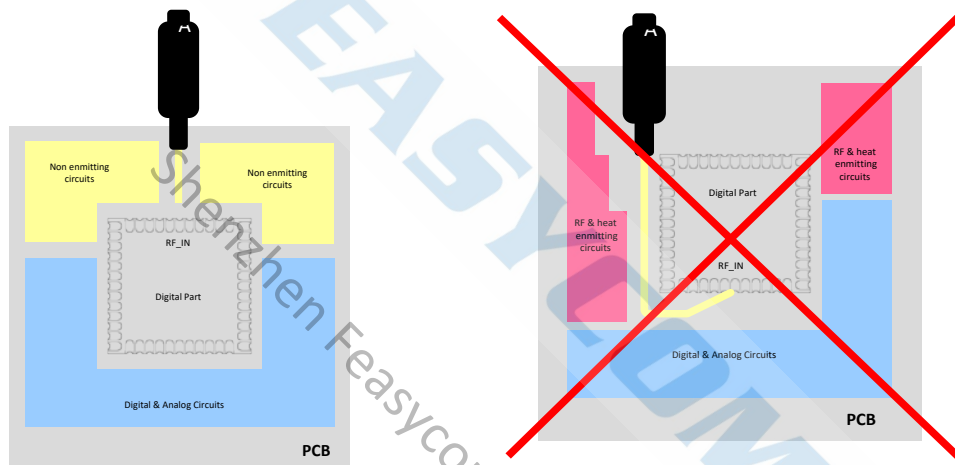 A
Non enmitting
circuits
Non enmitting
circuits
RF_IN
Digital Part
Digital & Analog Circuits
PCB
A
RF & heat
enmitting
circuits
Digital Part
RF & heat
enmitting
circuits
RF_IN
Digital & Analog Circuits
PCB
Shenzhen Feasycom
EASYCOM